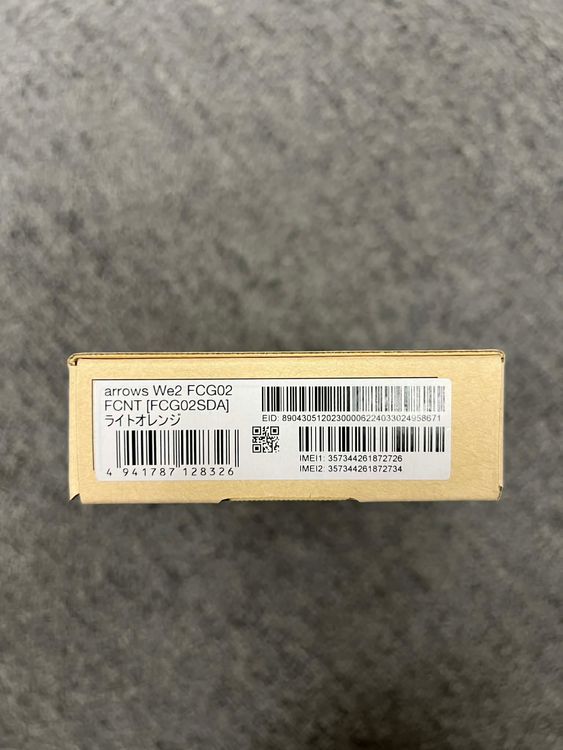 arrows We2 FCG02
FCNT [FCG02SDA]
ライトオレンジ
4 941787 128326
EID: 89043051202300006224033024958671
IMEI1: 357344261872726
IMEI2: 357344261872734